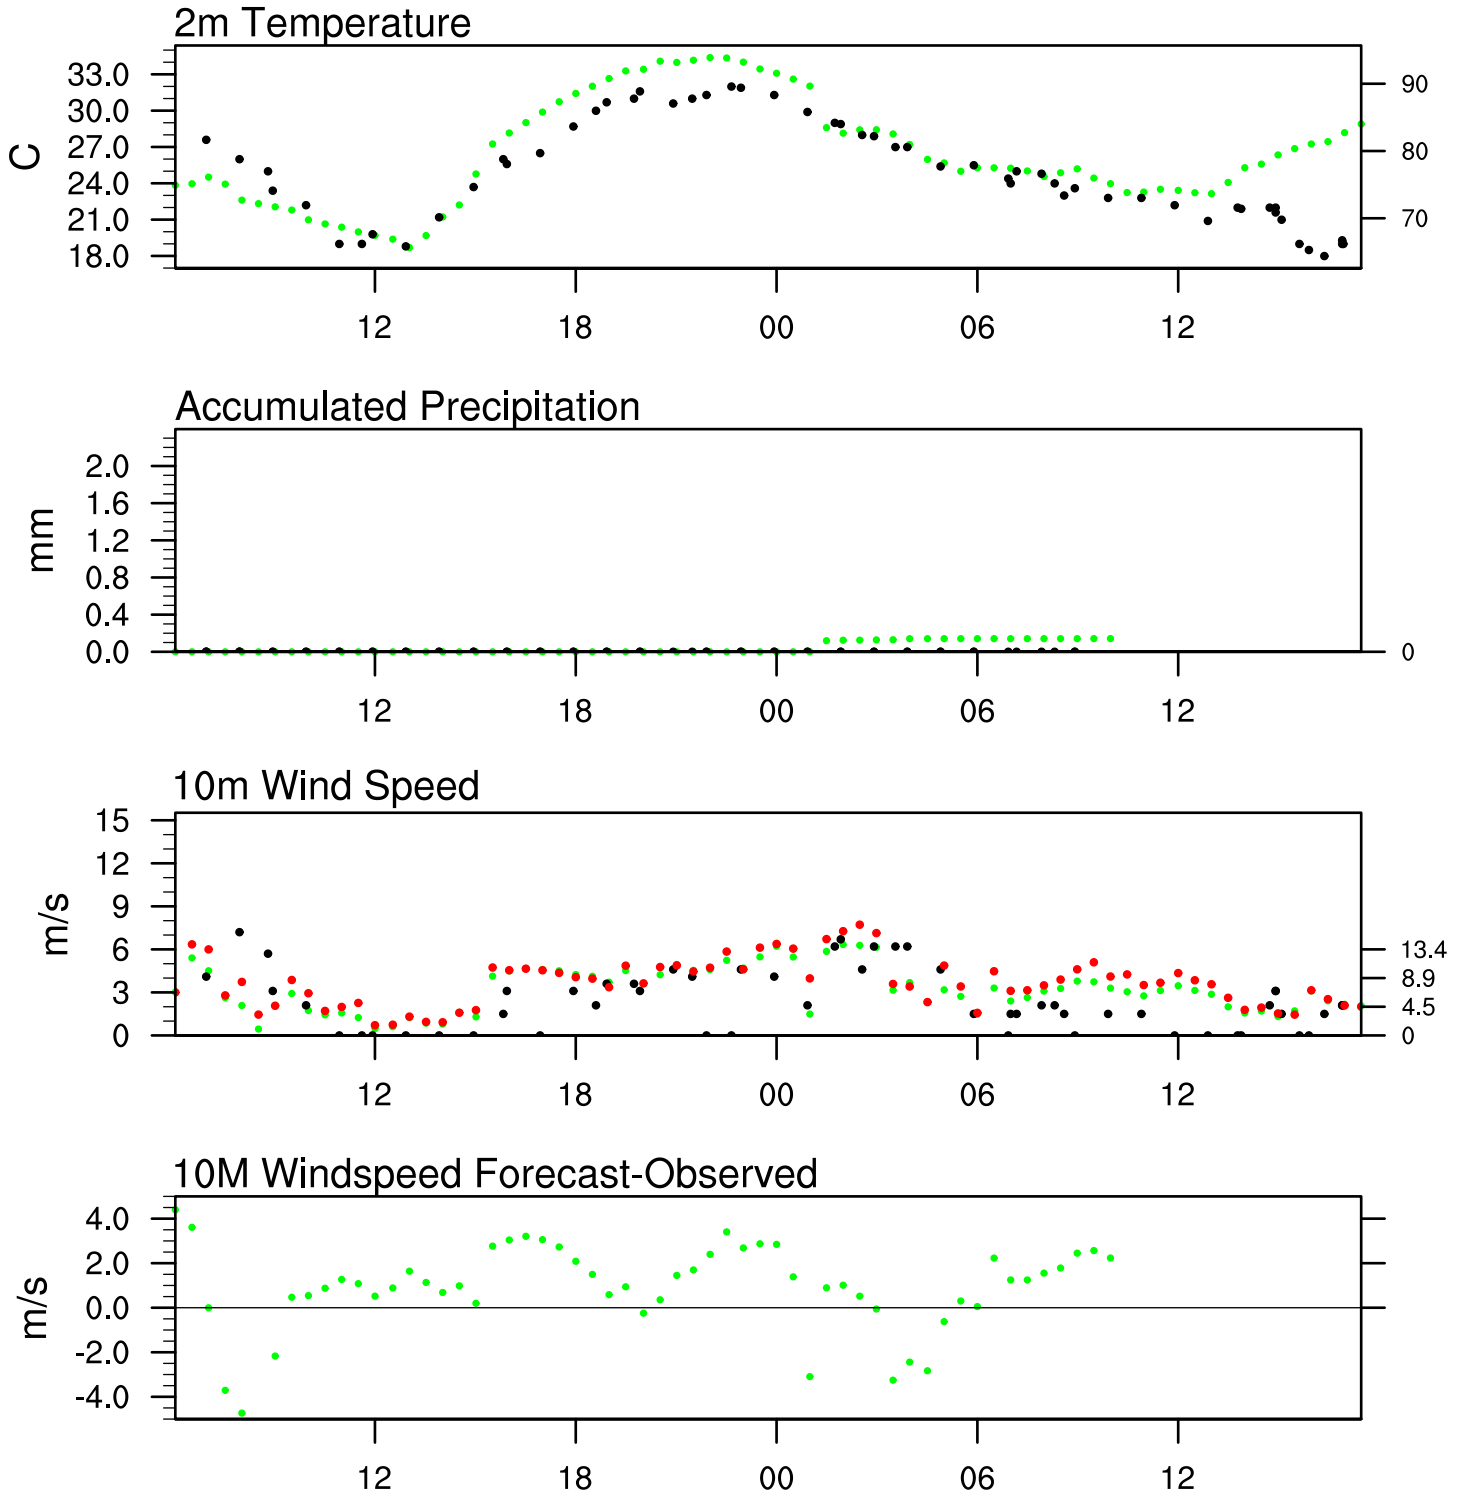 2m Temperature
33.0
30.0
27.0
24.0
21.0
18.0
C
90
80
70
12 18 00 06 12
Accumulated Precipitation
2.0
1.6
1.2
0.8
0.4
0.0
mm
0
12 18 00 06 12
10m Wind Speed
15
12
9
6
3
0
m/s
13.4
8.9
4.5
0
12 18 00 06 12
10M Windspeed Forecast-Observed
4.0
2.0
0.0
-2.0
-4.0
m/s
12 18 00 06 12